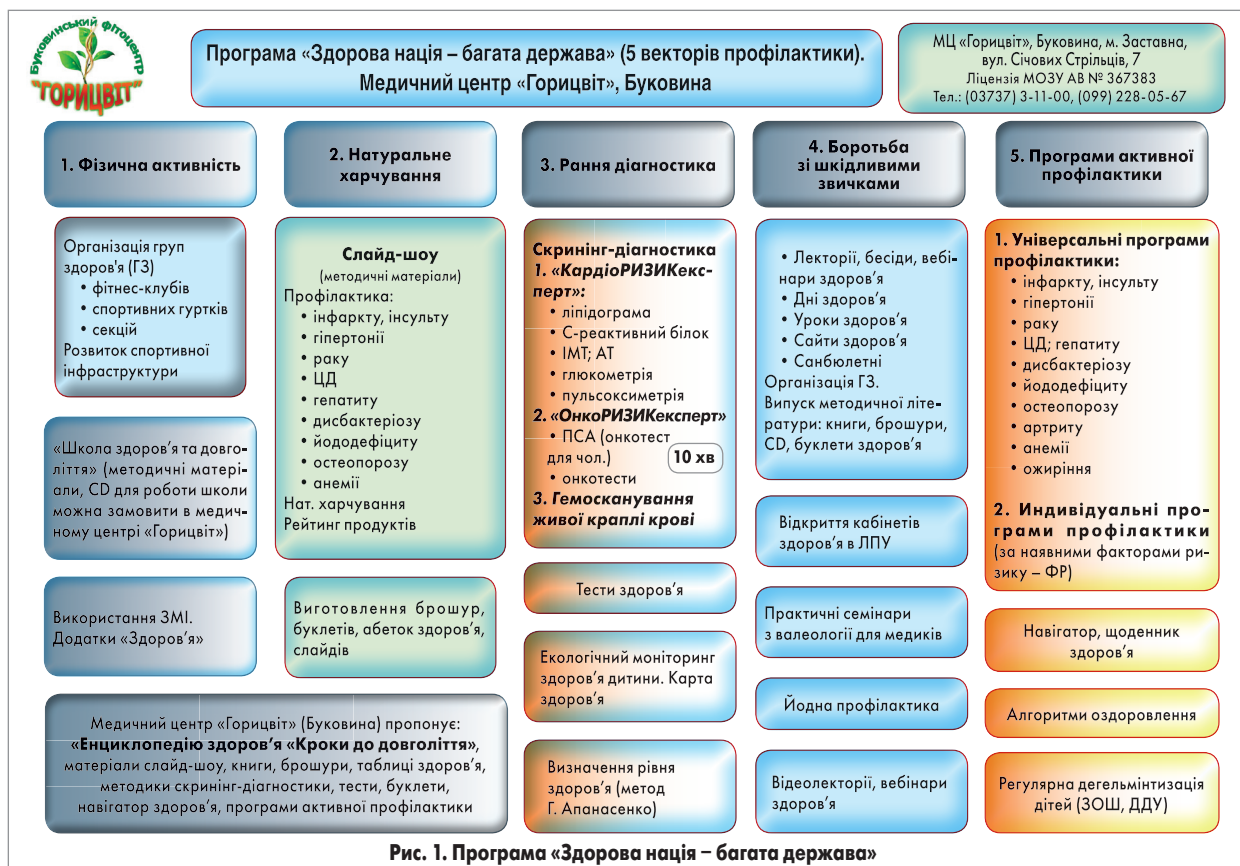 Буковинський фітоцентр
"ГОРИЦВІТ"
Програма «Здорова нація – багата держава» (5 векторів профілактики).
Медичний центр «Горицвіт», Буковина
МЦ «Горицвіт», Буковина, м. Заставна,
вул. Січових Стрільців, 7
Ліцензія МОЗУ АВ № 367383
Тел.: (03737) 3-11-00, (099) 228-05-67
1. Фізична активність
Організація груп
здоров'я (ГЗ)
• фітнес-клубів
• спортивних гуртків
• секцій
Розвиток спортивної
інфраструктури
«Школа здоров’я та довго-
ліття» (методичні матері-
али, CD для роботи школи
можна замовити в медич-
ному центрі «Горицвіт»)
Використання ЗМІ.
Додатки «Здоров’я»
2. Натуральне
харчування
Слайд-шоу
(методичні матеріали)
Профілактика:
• інфаркту, інсульту
• гіпертонії
• раку
• ЦД
• гепатиту
• дисбактеріозу
• йододефіциту
• остеопорозу
• анемії
Нат. харчування
Рейтинг продуктів
Виготовлення брошур,
буклетів, абеток здоров’я,
слайдів
Медичний центр «Горицвіт» (Буковина) пропонує:
«Енциклопедію здоров’я «Кроки до довголіття»,
матеріали слайд-шоу, книги, брошури, таблиці здоров’я,
методики скринінг-діагностики, тести, буклети,
навігатор здоров’я, програми активної профілактики
3. Рання діагностика
Скринінг-діагностика
1. «КардіоРИЗИКекс-
перт»:
• ліпідограма
• С-реактивний білок
• ІМТ; АТ
• глюкометрія
• пульсоксиметрія
2. «ОнкоРИЗИКексперт»
• ПСА (онкотест
для чол.)
10 хв
• онкотести
3. Гемосканування
живої краплі крові
Тести здоров’я
Екологічний моніторинг
здоров’я дитини. Карта
здоров’я
Визначення рівня
здоров’я (метод
Г. Апанасенко)
4. Боротьба
зі шкідливими
звичками
• Лекторії, бесіди, вебі-
нари здоров’я
• Дні здоров’я
• Уроки здоров’я
• Сайти здоров’я
• Санбюлетні
Організація ГЗ.
Випуск методичної літе-
ратури: книги, брошури,
CD, буклети здоров’я
Відкриття кабінетів
здоров’я в ЛПУ
Практичні семінари
з валеології для медиків
Йодна профілактика
Відеолекторії, вебінари
здоров’я
5. Програми активної
профілактики
1. Універсальні програми
профілактики:
• інфаркту, інсульту
• гіпертонії
• раку
• ЦД; гепатиту
• дисбактеріозу
• йододефіциту
• остеопорозу
• артриту
• анемії
• ожиріння
2. Индивідуальні про-
грами профілактики
(за наявними факторами ри-
зику – ФР)
Навігатор, щоденник
здоров’я
Алгоритми оздоровлення
Регулярна дегельмінтизація
дітей (ЗОШ, ДДУ)
Рис. 1. Програма «Здорова нація – багата держава»